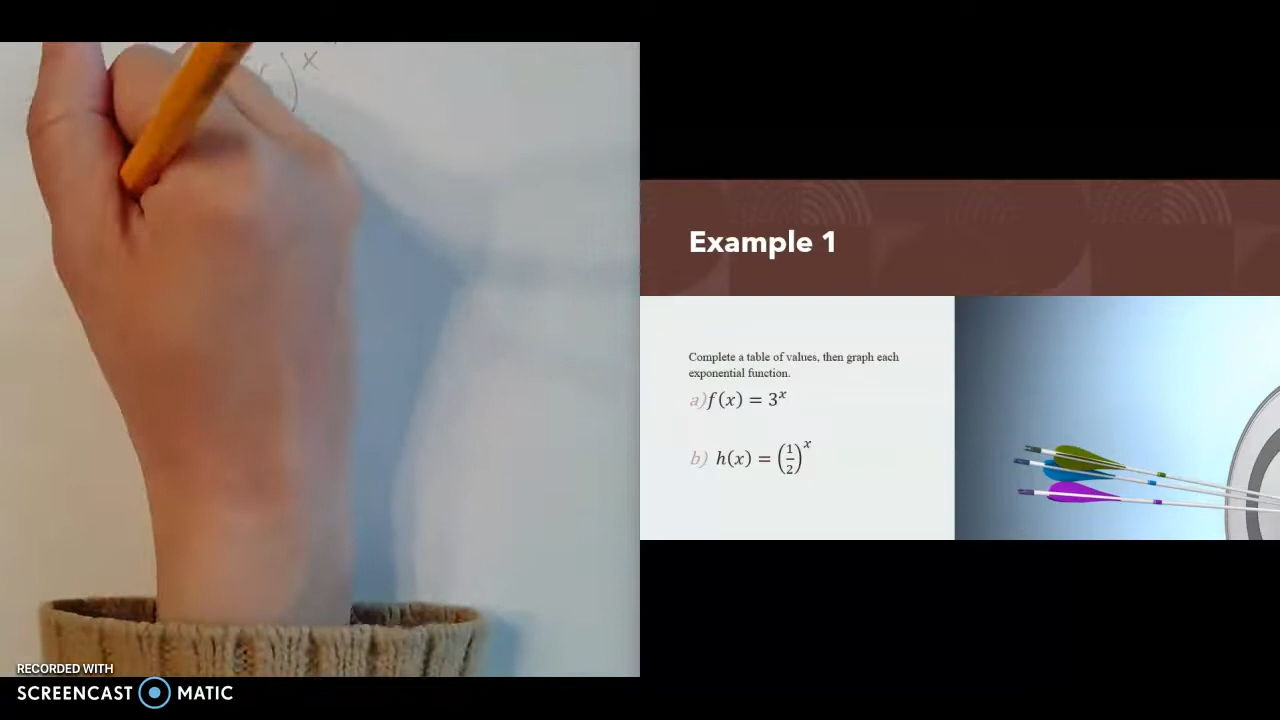 ) x
Example 1
Complete a table of values, then graph each
exponential function.
a) f(x) = 3^x
b) h(x) = (1/2)^x
RECORDED WITH
SCREENCAST MATIC